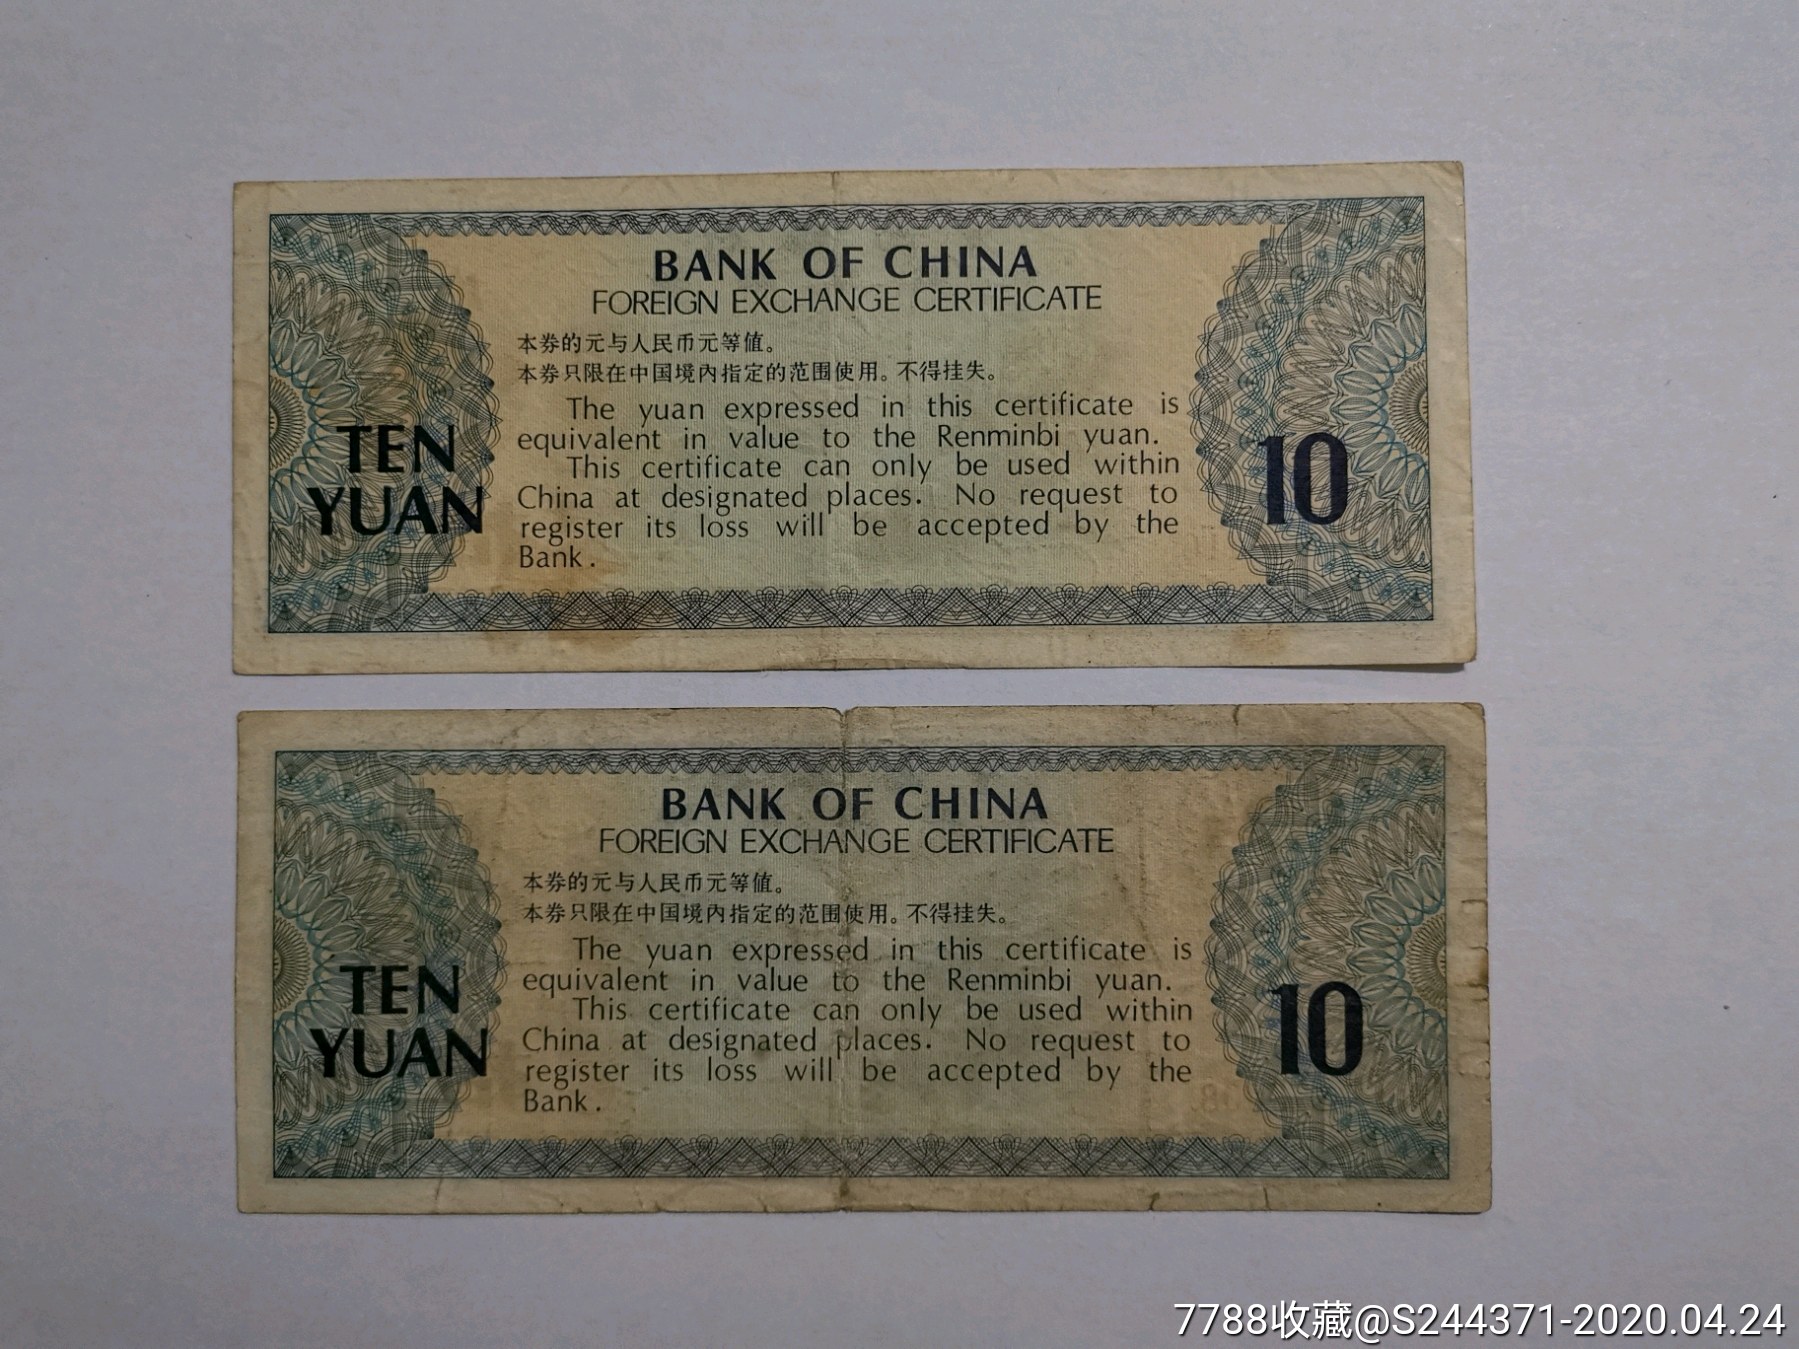 BANK OF CHINA
FOREIGN EXCHANGE CERTIFICATE
本券的元与人民币元等值。
本券只限在中国境内指定的范围使用。不得挂失。
The yuan expressed in this certificate is
equivalent in value to the Renminbi yuan.
This certificate can only be used within
China at designated places. No request to
register its loss will be accepted by the
Bank.
TEN
YUAN
10
BANK OF CHINA
FOREIGN EXCHANGE CERTIFICATE
本券的元与人民币元等值。
本券只限在中国境内指定的范围使用。不得挂失。
The yuan expressed in this certificate is
equivalent in value to the Renminbi yuan.
This certificate can only be used within
China at designated places. No request to
register its loss will be accepted by the
Bank.
TEN
YUAN
10
7788收藏@S244371-2020.04.24